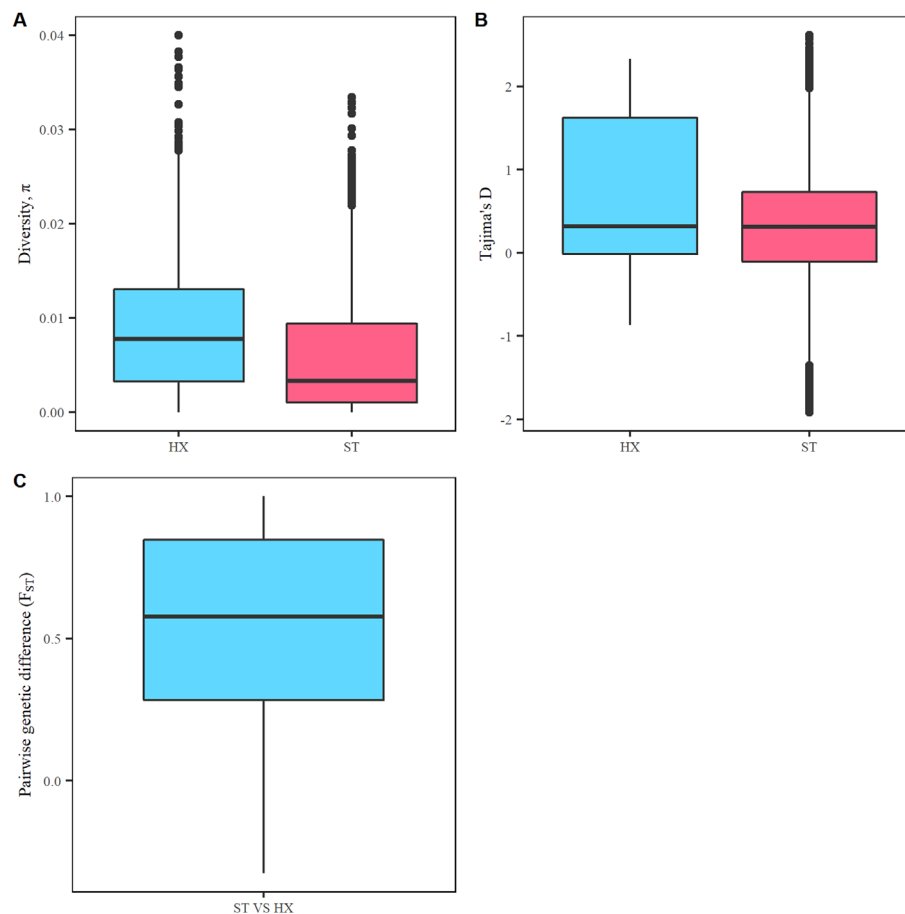 A
Diversity, π
0.04
0.03
0.02
0.01
0.00
HX
ST
B
Tajima's D
2
1
0
-1
-2
HX
ST
C
Pairwise genetic difference (FST)
1.0
0.5
0.0
ST VS HX